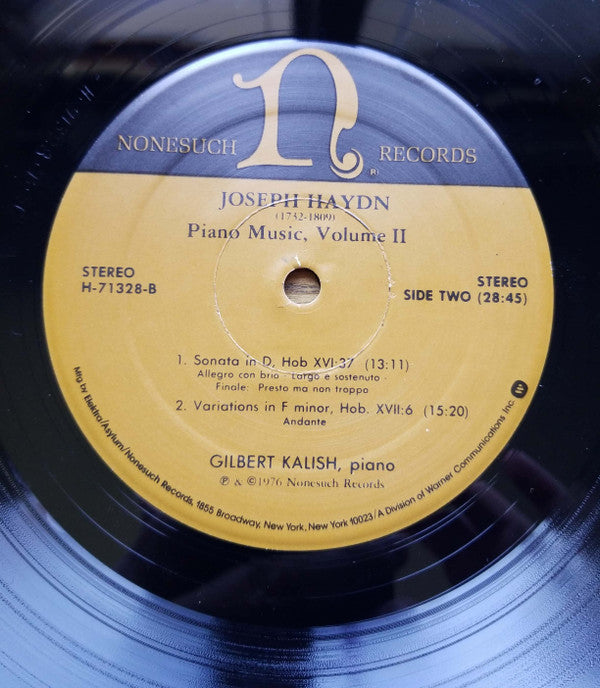 n
NONESUCH RECORDS
®
JOSEPH HAYDN
(1732-1809)
Piano Music, Volume II
STEREO
H-71328-B
STEREO
SIDE TWO (28:45)
1. Sonata in D, Hob XVI:37 (13:11)
Allegro con brio - Largo e sostenuto -
Finale: Presto ma non troppo
2. Variations in F minor, Hob. XVII:6 (15:20)
Andante
GILBERT KALISH, piano
℗ & ©1976 Nonesuch Records
Mfg by Elektra/Asylum/Nonesuch Records, 1855 Broadway, New York, New York 10023/A Division of Warner Communications Inc.